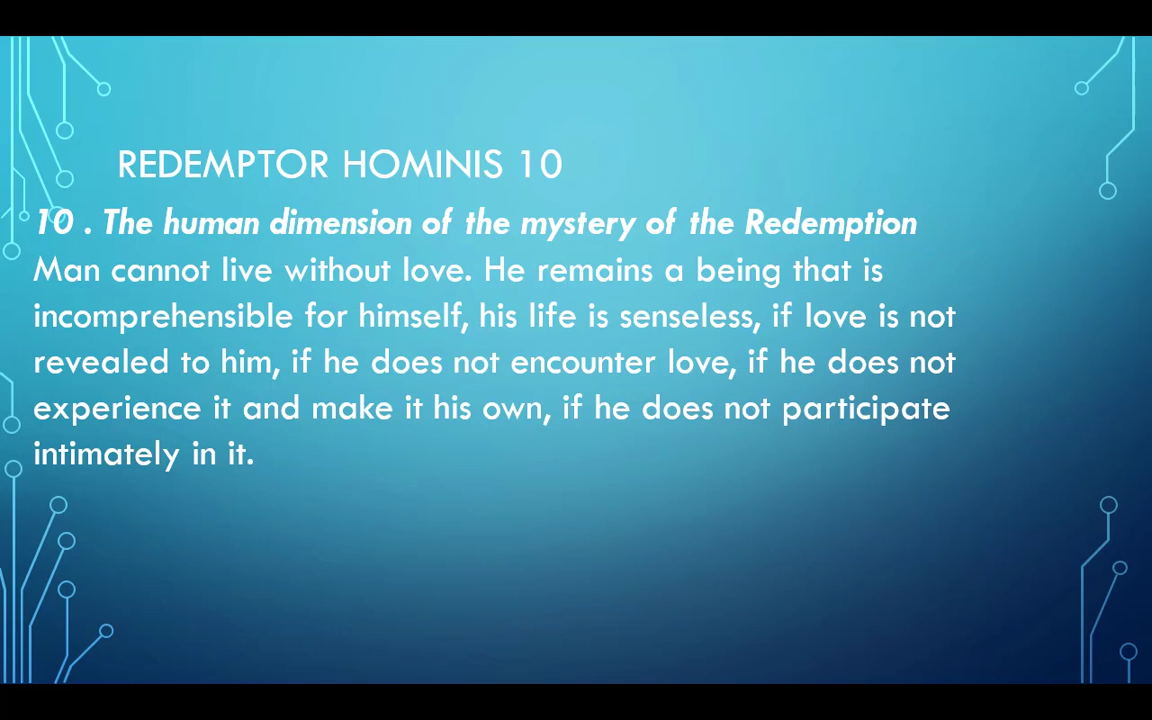 REDEMPTOR HOMINIS 10
10 . The human dimension of the mystery of the Redemption
Man cannot live without love. He remains a being that is
incomprehensible for himself, his life is senseless, if love is not
revealed to him, if he does not encounter love, if he does not
experience it and make it his own, if he does not participate
intimately in it.